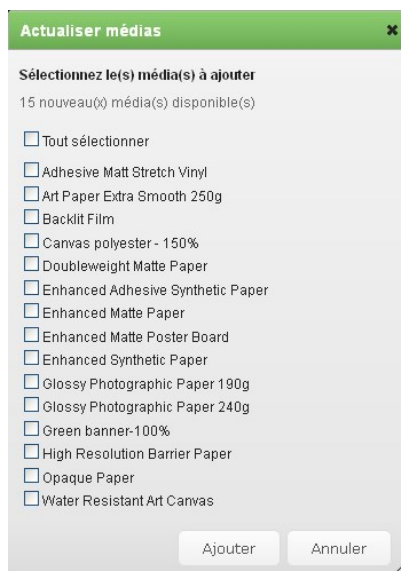 Actualiser médias
Sélectionnez le(s) média(s) à ajouter
15 nouveau(x) média(s) disponible(s)
Tout sélectionner
Adhesive Matt Stretch Vinyl
Art Paper Extra Smooth 250g
Backlit Film
Canvas polyester - 150%
Doubleweight Matte Paper
Enhanced Adhesive Synthetic Paper
Enhanced Matte Paper
Enhanced Matte Poster Board
Enhanced Synthetic Paper
Glossy Photographic Paper 190g
Glossy Photographic Paper 240g
Green banner-100%
High Resolution Barrier Paper
Opaque Paper
Water Resistant Art Canvas
Ajouter Annuler